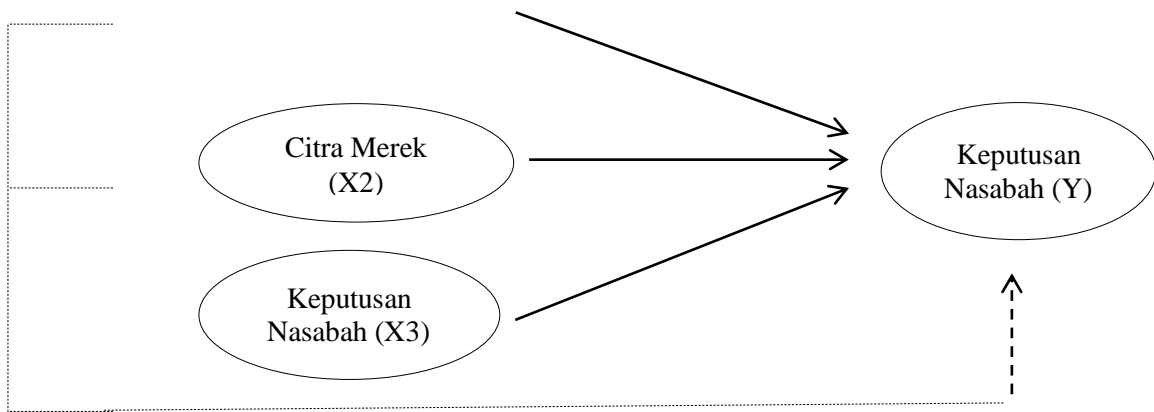 Citra Merek
(X2)
Keputusan
Nasabah (Y)
Keputusan
Nasabah (X3)